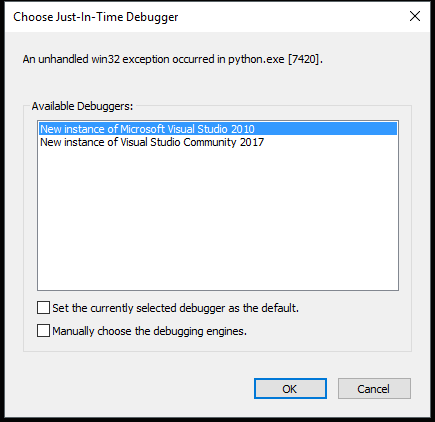 Choose Just-In-Time Debugger
An unhandled win32 exception occurred in python.exe [7420].
Available Debuggers:
New instance of Microsoft Visual Studio 2010
New instance of Visual Studio Community 2017
Set the currently selected debugger as the default.
Manually choose the debugging engines.
OK Cancel